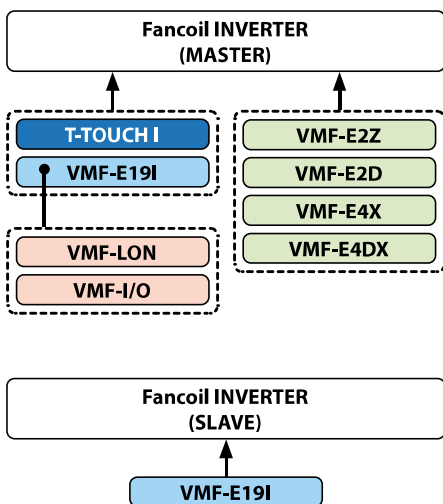 Fancoil INVERTER
(MASTER)
T-TOUCH I
VMF-E19I
VMF-LON
VMF-I/O
VMF-E2Z
VMF-E2D
VMF-E4X
VMF-E4DX
Fancoil INVERTER
(SLAVE)
VMF-E19I